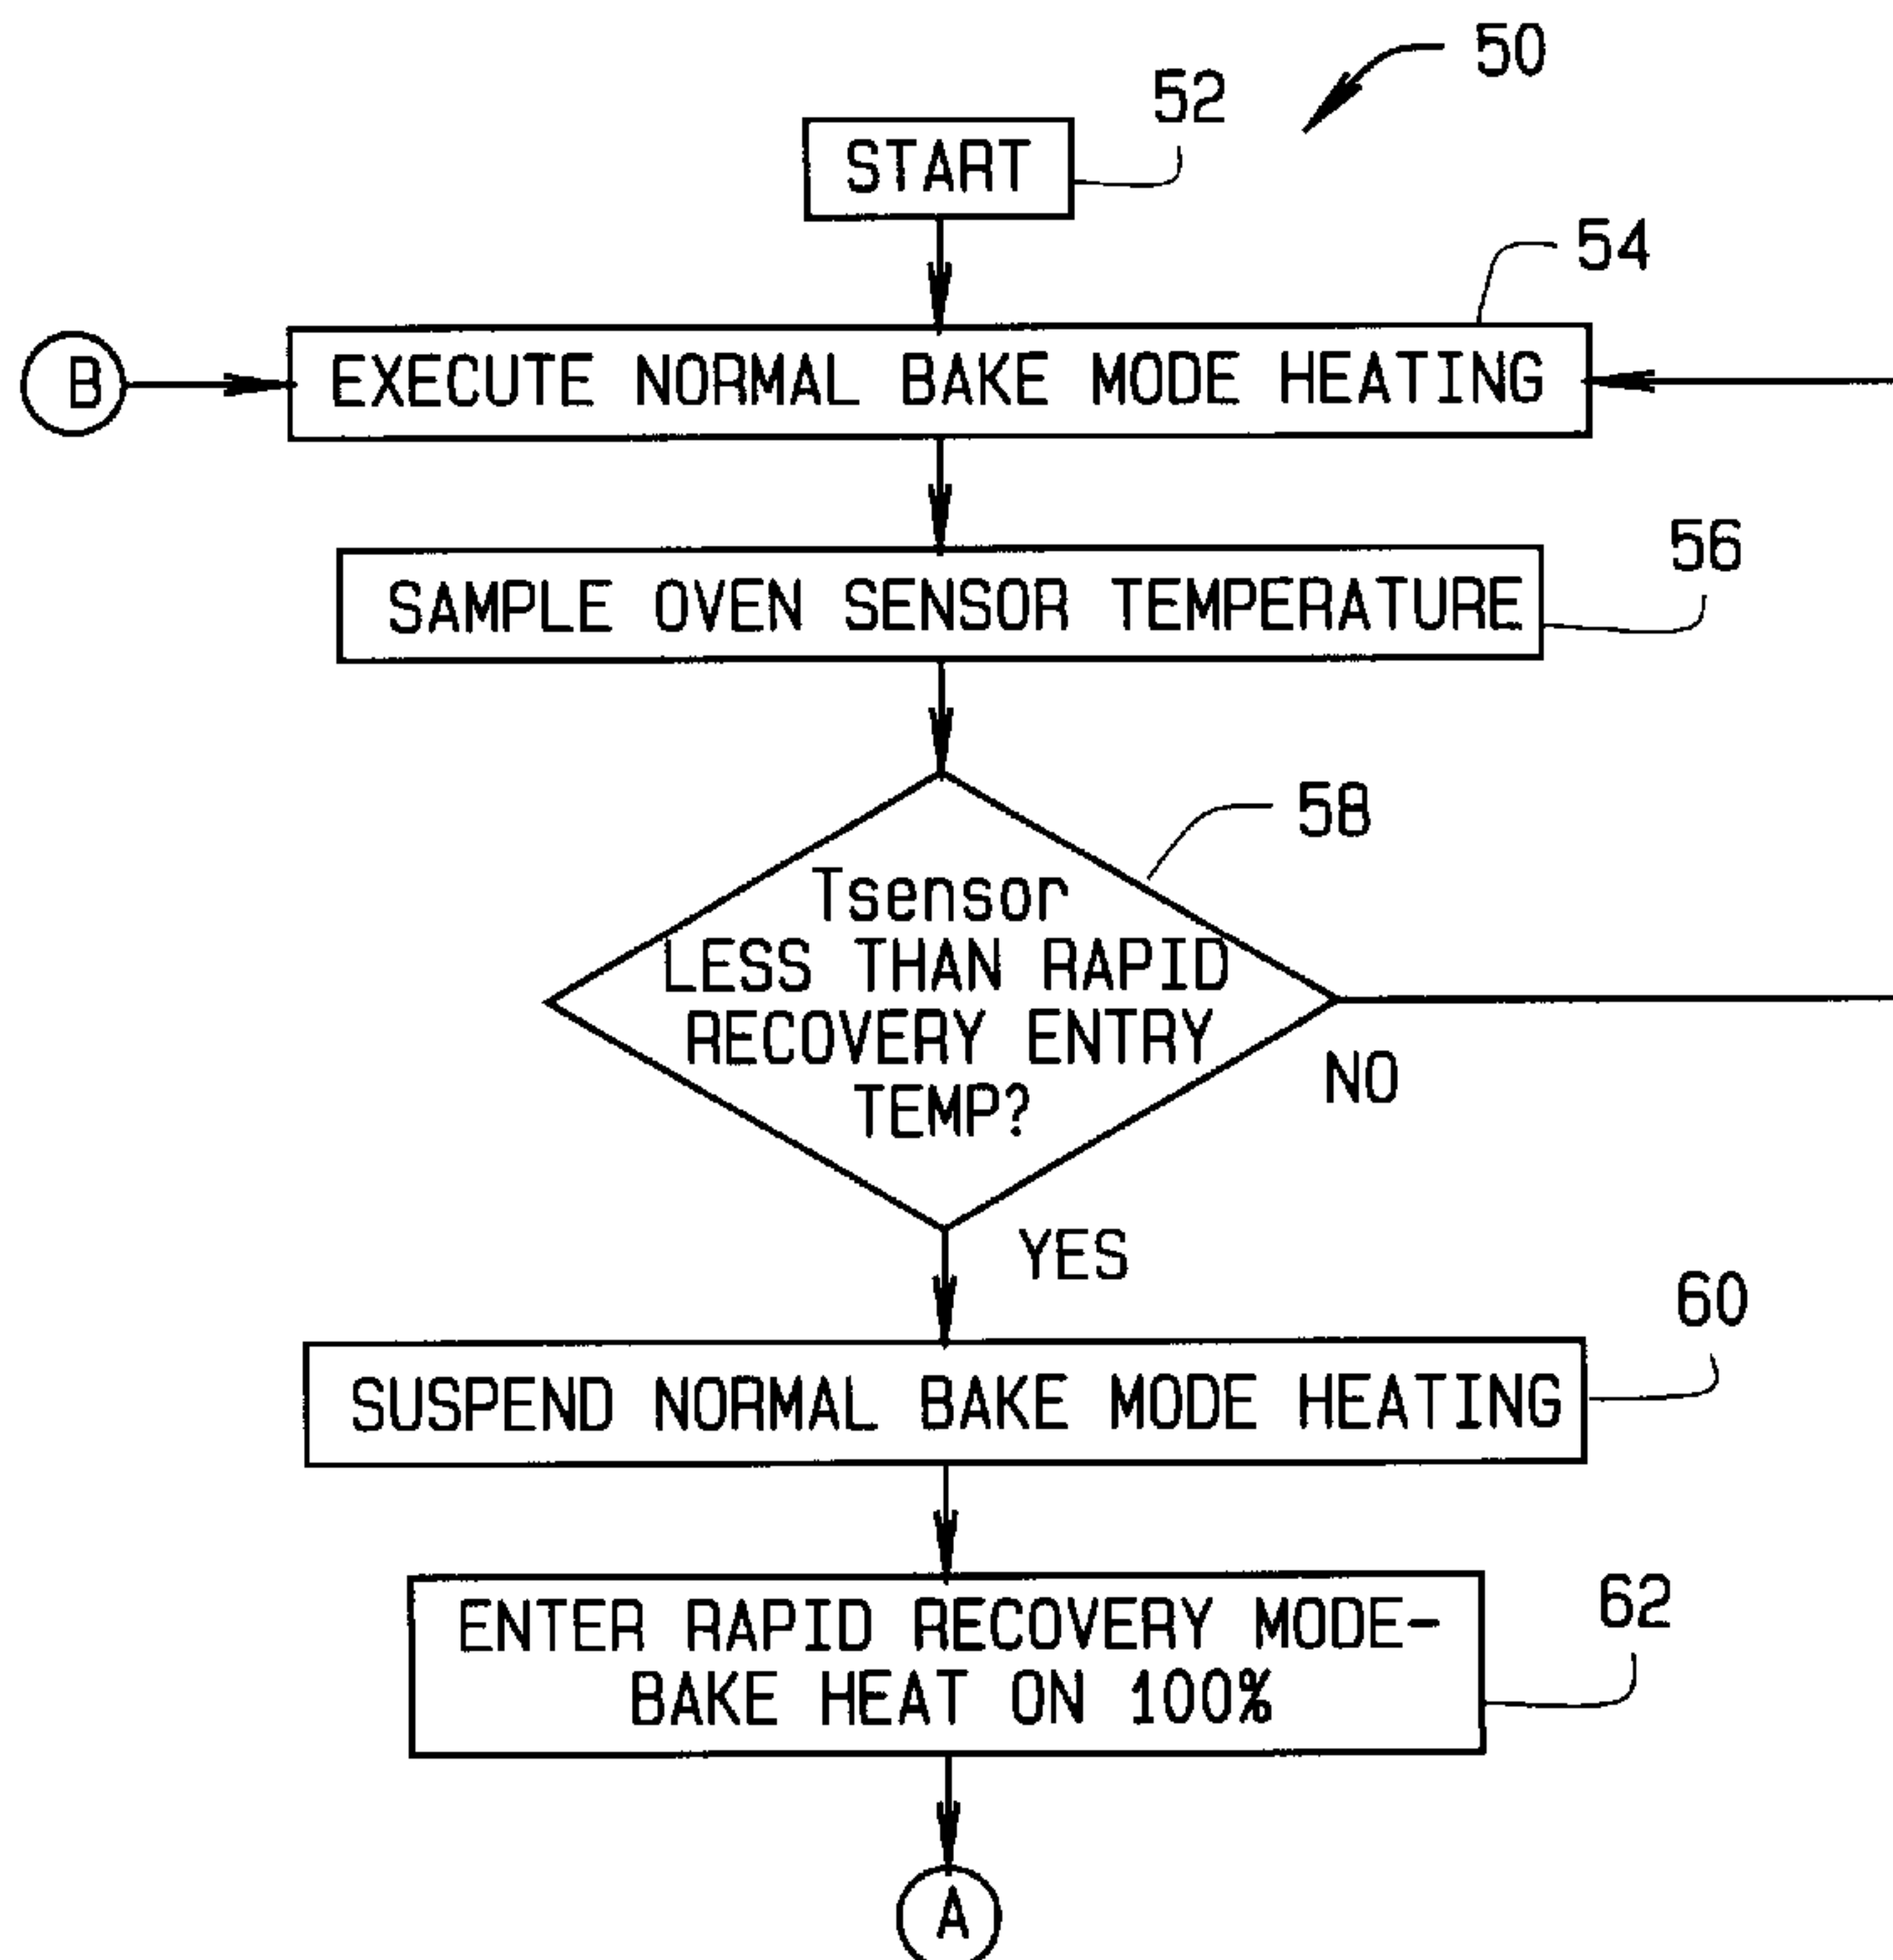 50
52
START
54
B
EXECUTE NORMAL BAKE MODE HEATING
56
SAMPLE OVEN SENSOR TEMPERATURE
58
Tsensor
LESS THAN RAPID
RECOVERY ENTRY
TEMP?
NO
YES
60
SUSPEND NORMAL BAKE MODE HEATING
62
ENTER RAPID RECOVERY MODE-
BAKE HEAT ON 100%
A